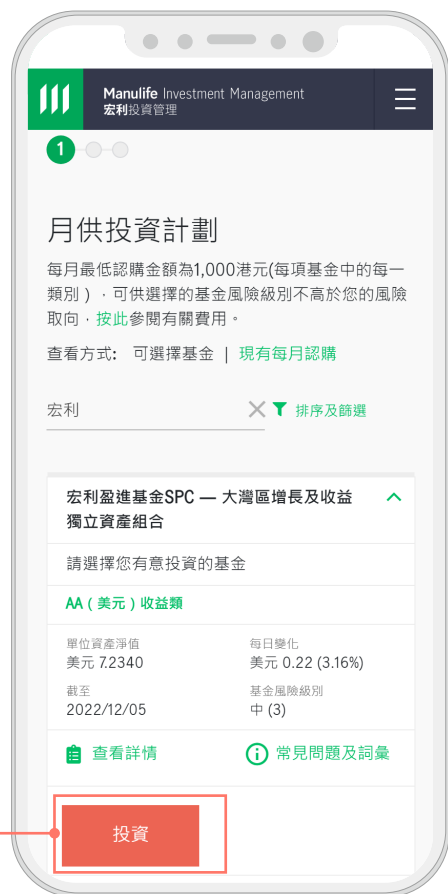 Manulife Investment Management
宏利投資管理
1
月供投資計劃
每月最低認購金額為1,000港元(每項基金中的每一
類別），可供選擇的基金風險級別不高於您的風險
取向，按此參閱有關費用。
查看方式: 可選擇基金 | 現有每月認購
宏利
排序及篩選
宏利盈進基金SPC — 大灣區增長及收益
獨立資產組合
請選擇您有意投資的基金
AA（美元）收益類
單位資產淨值 每日變化
美元 7.2340 美元 0.22 (3.16%)
截至 基金風險級別
2022/12/05 中 (3)
查看詳情 常見問題及詞彙
投資